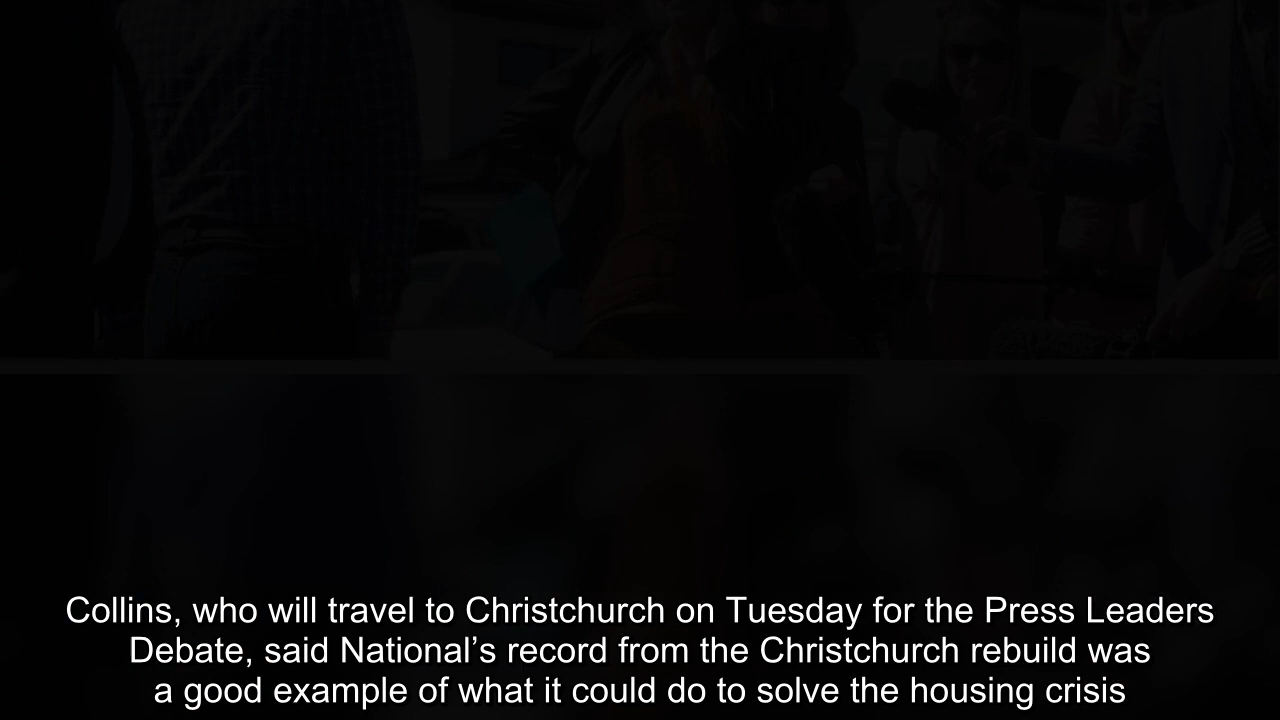 Collins, who will travel to Christchurch on Tuesday for the Press Leaders
Debate, said National’s record from the Christchurch rebuild was
a good example of what it could do to solve the housing crisis